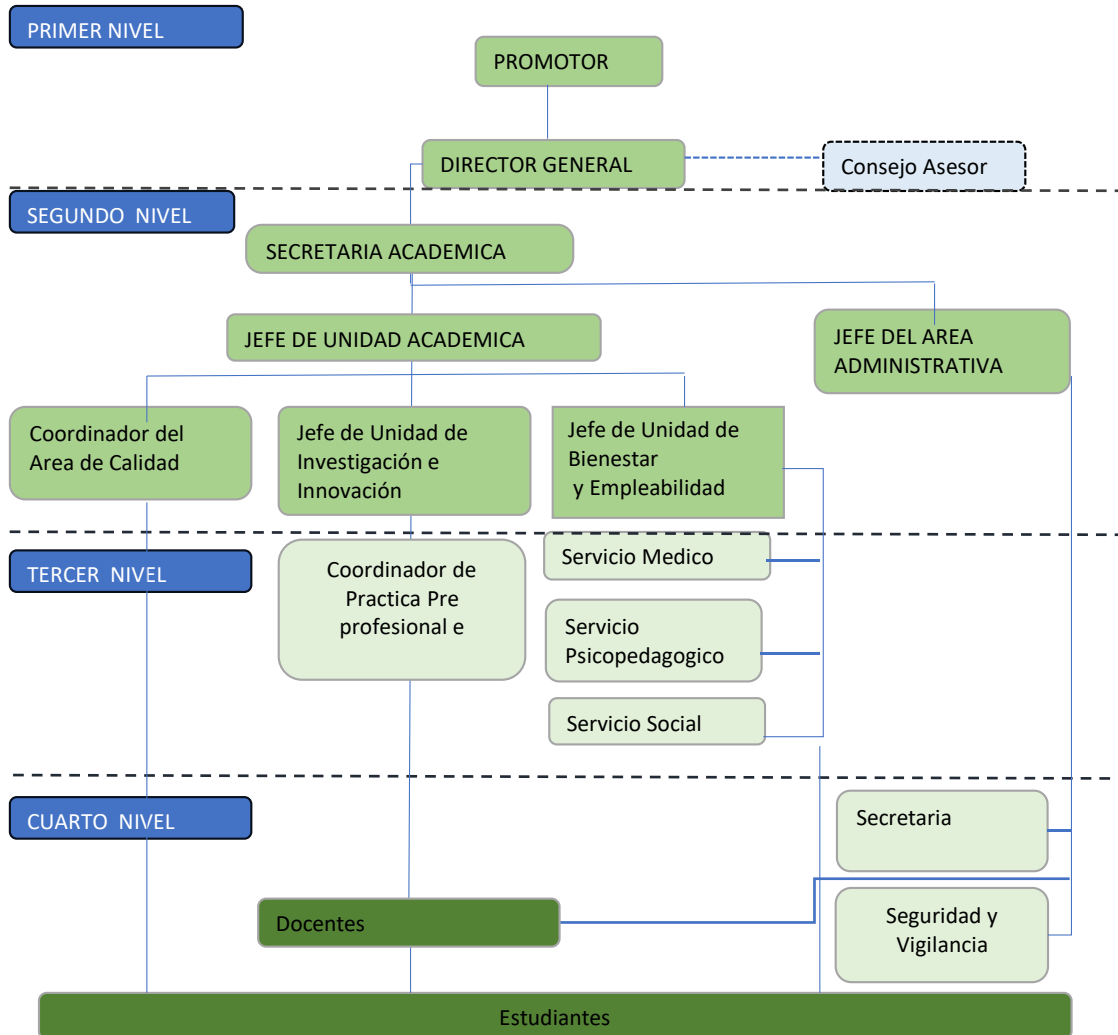 PRIMER NIVEL
PROMOTOR
DIRECTOR GENERAL
Consejo Asesor
SEGUNDO NIVEL
SECRETARIA ACADEMICA
JEFE DE UNIDAD ACADEMICA
JEFE DEL AREA
ADMINISTRATIVA
Coordinador del
Area de Calidad
Jefe de Unidad de
Investigación e
Innovación
Jefe de Unidad de
Bienestar
y Empleabilidad
TERCER NIVEL
Coordinador de
Practica Pre
profesional e
Servicio Medico
Servicio
Psicopedagogico
Servicio Social
CUARTO NIVEL
Secretaria
Docentes
Seguridad y
Vigilancia
Estudiantes